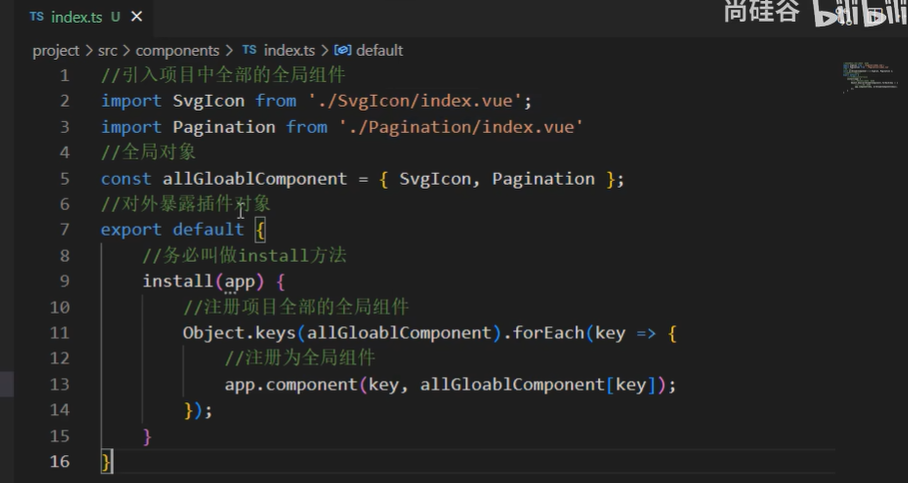 TS index.ts U ×
尚硅谷 bilibili
project > src > components > TS index.ts > default
1 //引入项目中全部的全局组件
2 import SvgIcon from './SvgIcon/index.vue';
3 import Pagination from './Pagination/index.vue'
4 //全局对象
5 const allGloablComponent = { SvgIcon, Pagination };
6 //对外暴露插件对象
7 export default {
8 //务必叫做install方法
9 install(app) {
10 //注册项目全部的全局组件
11 Object.keys(allGloablComponent).forEach(key => {
12 //注册为全局组件
13 app.component(key, allGloablComponent[key]);
14 });
15 }
16 }